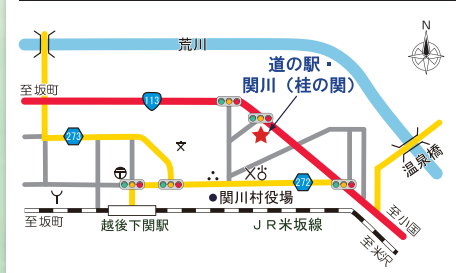 荒川
N
道の駅・
関川（桂の関）
至坂町
113
273
温泉橋
272
関川村役場
至坂町
越後下関駅
ＪＲ米坂線
至小国
至米沢